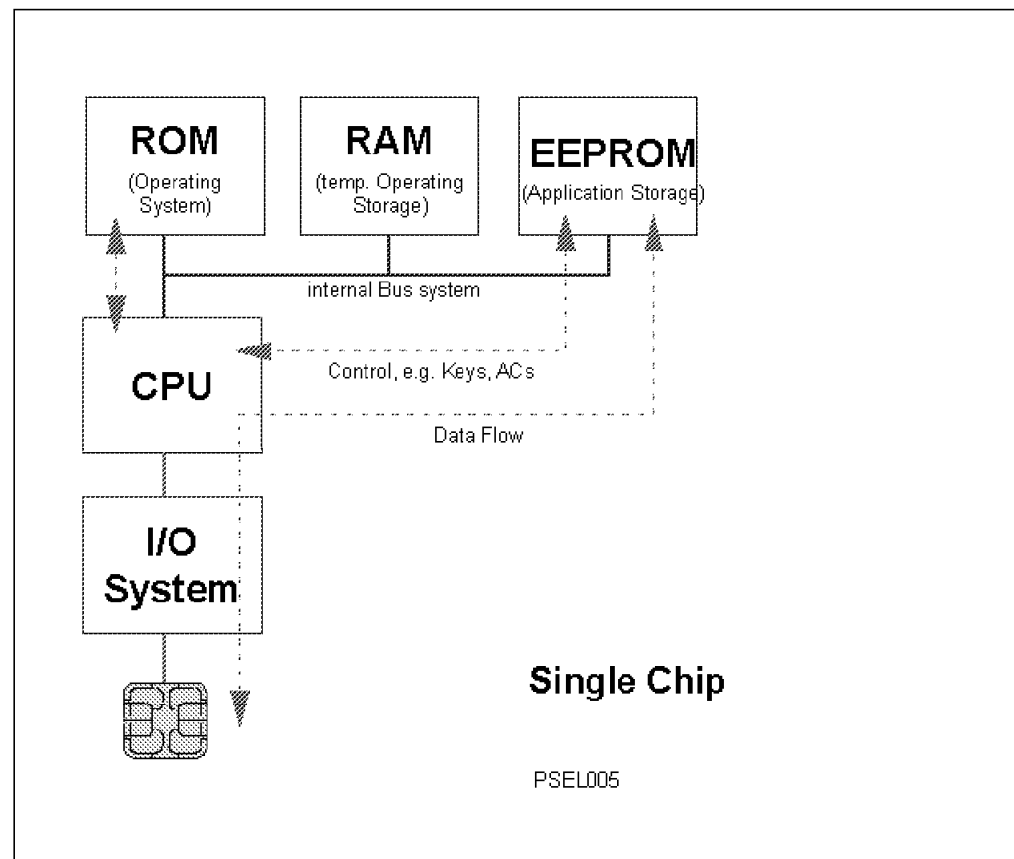 ROM
(Operating
System)
RAM
(temp. Operating
Storage)
EEPROM
(Application Storage)
internal Bus system
CPU
Control, e.g. Keys, ACs
Data Flow
I/O
System
Single Chip
PSEL005